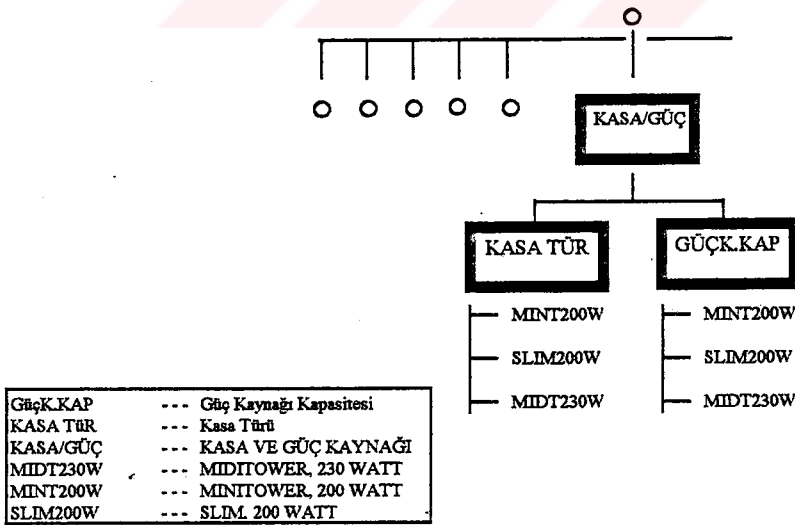 KASA/GÜÇ
KASA TÜR
GÜÇK.KAP
MINT200W
MINT200W
SLIM200W
SLIM200W
MIDT230W
MIDT230W
GüçK.KAP --- Güç Kaynağı Kapasitesi
KASA TüR --- Kasa Türü
KASA/GÜÇ --- KASA VE GÜÇ KAYNAĞI
MIDT230W --- MIDITOWER, 230 WATT
MINT200W --- MINITOWER, 200 WATT
SLIM200W --- SLIM. 200 WATT